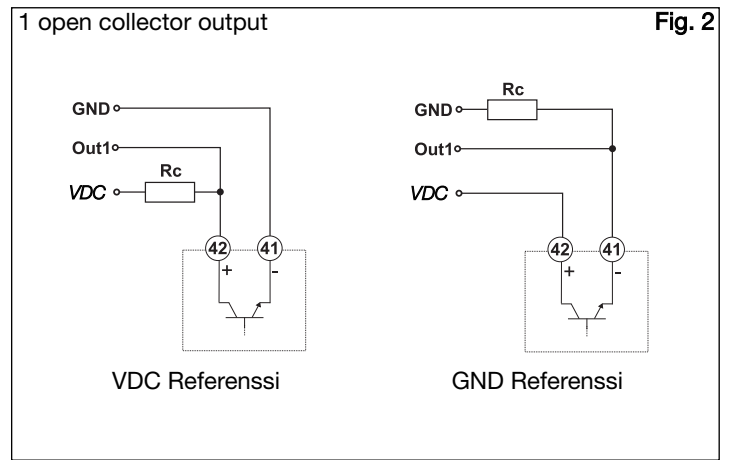 1 open collector output Fig. 2
GND
Out1
Rc
VDC
42 41
+ -
VDC Referenssi
Rc
GND
Out1
VDC
42 41
+ -
GND Referenssi